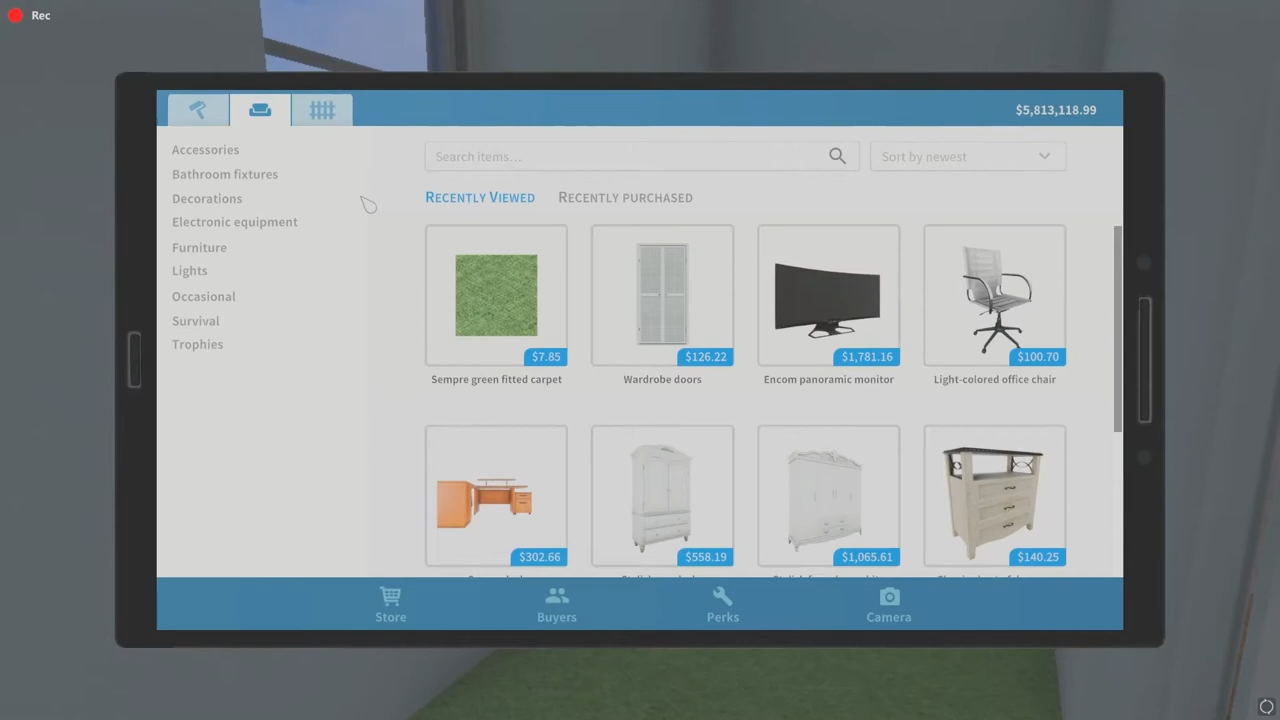 Rec
$5,813,118.99
Accessories
Bathroom fixtures
Decorations
Electronic equipment
Furniture
Lights
Occasional
Survival
Trophies
Search items...
Sort by newest
RECENTLY VIEWED
RECENTLY PURCHASED
$7.85
$126.22
$1,781.16
$100.70
Sempre green fitted carpet
Wardrobe doors
Encom panoramic monitor
Light-colored office chair
$302.66
$558.19
$1,065.61
$140.25
Store
Buyers
Perks
Camera